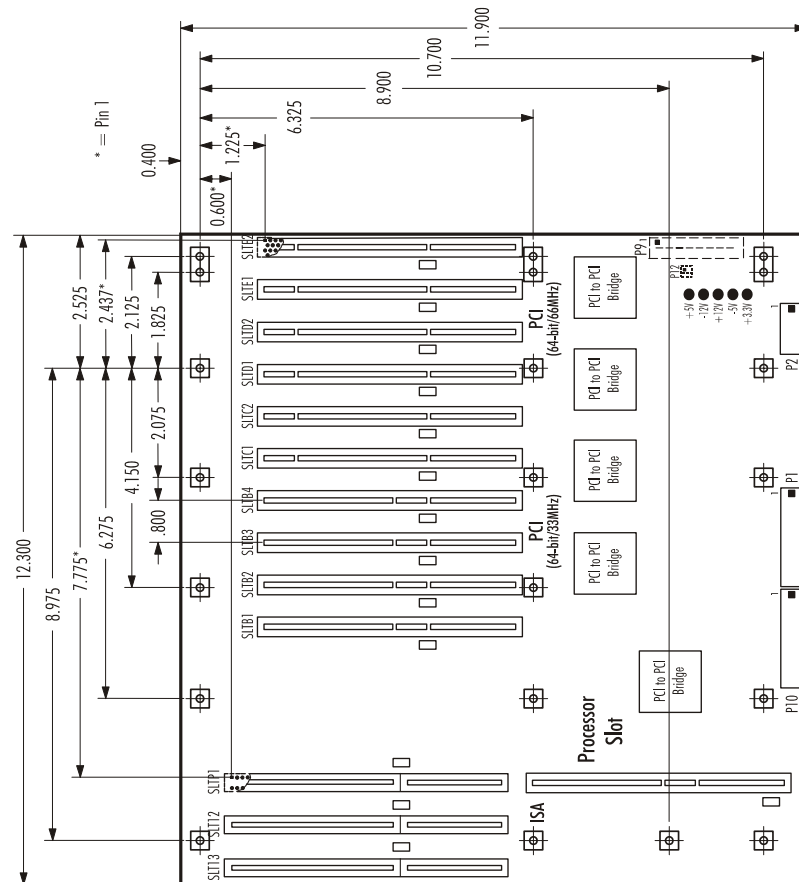 * = Pin 1
11.900
10.700
8.900
6.325
1.225*
0.600*
0.400
12.300
8.975
7.775*
6.275
4.150
2.075
.800
2.525
2.437*
2.125
1.825
SLTE2
SLTE1
SLTD2
SLTD1
SLTC2
SLTC1
SLTB4
SLTB3
SLTB2
SLTB1
SLTP1
SLT12
SLT13
PCI
(64-bit/66MHz)
PCI
(64-bit/33MHz)
ISA
Processor
Slot
PCI to PCI
Bridge
PCI to PCI
Bridge
PCI to PCI
Bridge
PCI to PCI
Bridge
PCI to PCI
Bridge
P9
1
P12
+5V
-12V
+12V
-5V
+3.3V
1
P2
1
P1
1
P10